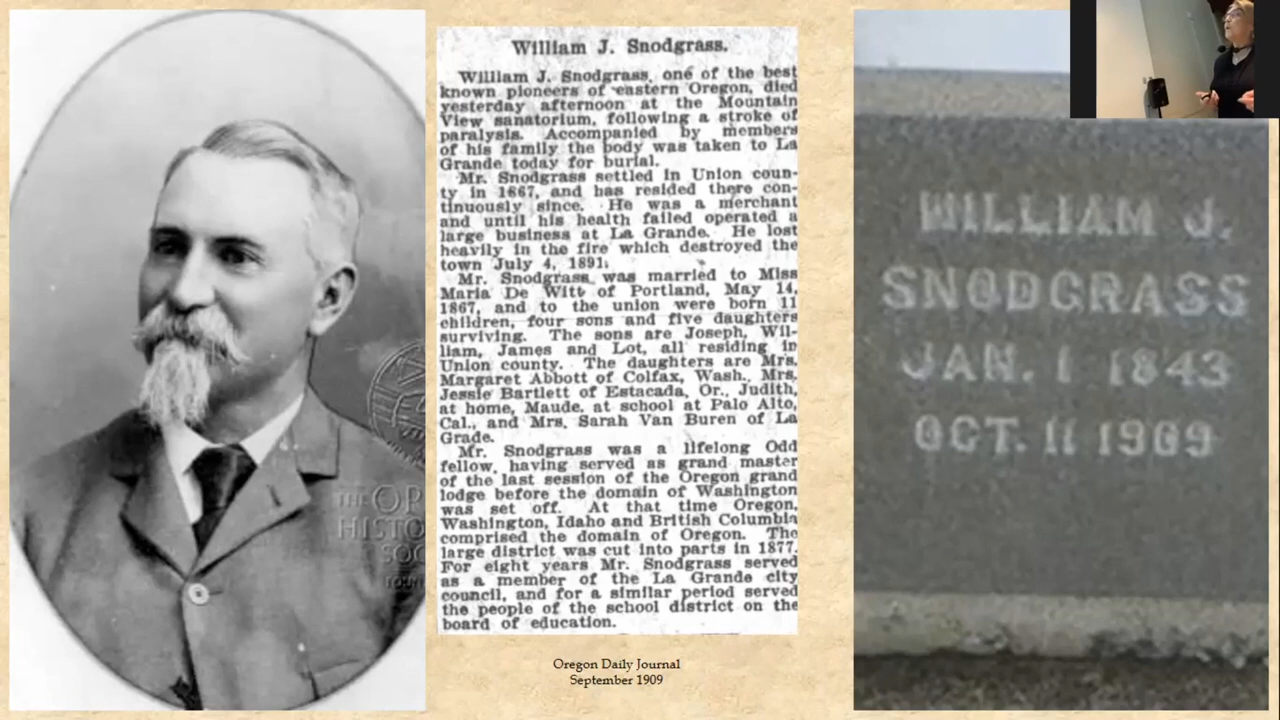 William J. Snodgrass.
William J. Snodgrass, one of the best
known pioneers of eastern Oregon, died
yesterday afternoon at the Mountain
View sanatorium, following a stroke of
paralysis. Accompanied by members
of his family the body was taken to La
Grande today for burial.
Mr. Snodgrass settled in Union coun-
ty in 1867, and has resided there con-
tinuously since. He was a merchant
and until his health failed operated a
large business at La Grande. He lost
heavily in the fire which destroyed the
town July 4, 1891.
Mr. Snodgrass was married to Miss
Maria De Witt of Portland, May 14,
1867, and to the union were born 11
children, four sons and five daughters
surviving. The sons are Joseph, Wil-
liam, James and Lot, all residing in
Union county. The daughters are Mrs.
Margaret Abbott of Colfax, Wash., Mrs.
Jessie Bartlett of Estacada, Or., Judith,
at home, Maude, at school at Palo Alto,
Cal., and Mrs. Sarah Van Buren of La
Grade.
Mr. Snodgrass was a lifelong Odd
fellow, having served as grand master
of the last session of the Oregon grand
lodge before the domain of Washington
was set off. At that time Oregon,
Washington, Idaho and British Columbia
comprised the domain of Oregon. The
large district was cut into parts in 1877.
For eight years Mr. Snodgrass served
as a member of the La Grande city
council, and for a similar period served
the people of the school district on the
board of education.
Oregon Daily Journal
September 1909
WILLIAM J.
SNODGRASS
JAN. 1 1843
OCT. 11 1909
THE OR
HISTO
SOC